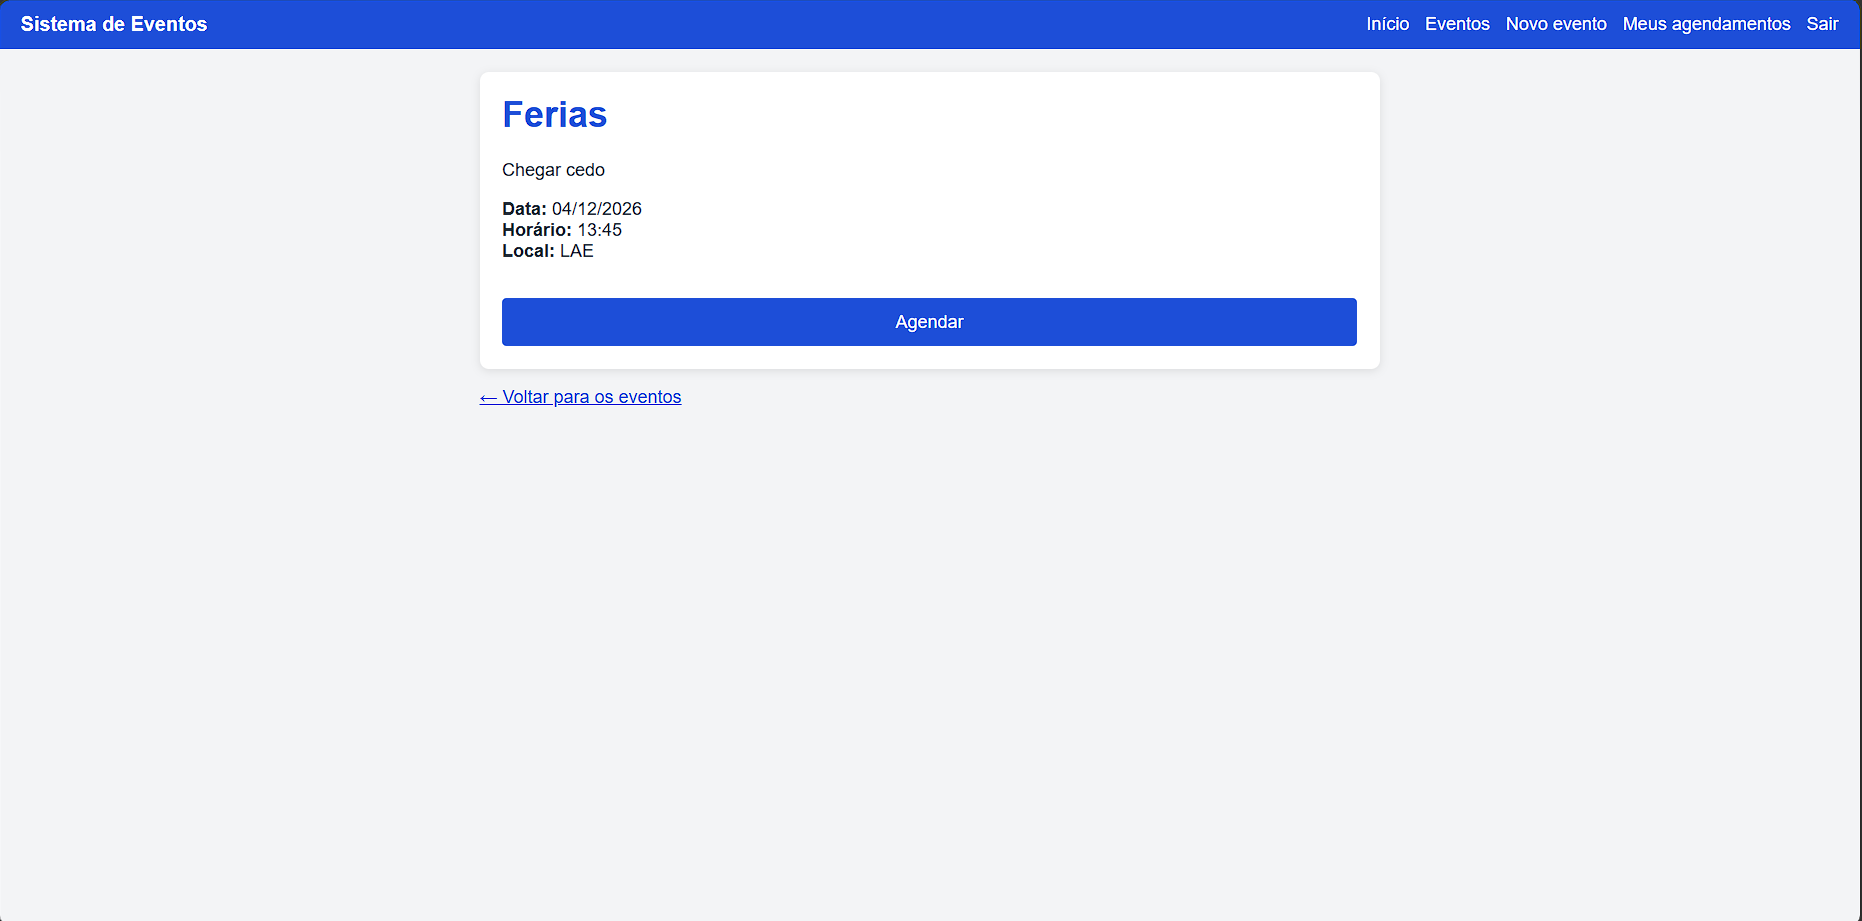 Sistema de Eventos
Início Eventos Novo evento Meus agendamentos Sair
Ferias
Chegar cedo
Data: 04/12/2026
Horário: 13:45
Local: LAE
Agendar
← Voltar para os eventos